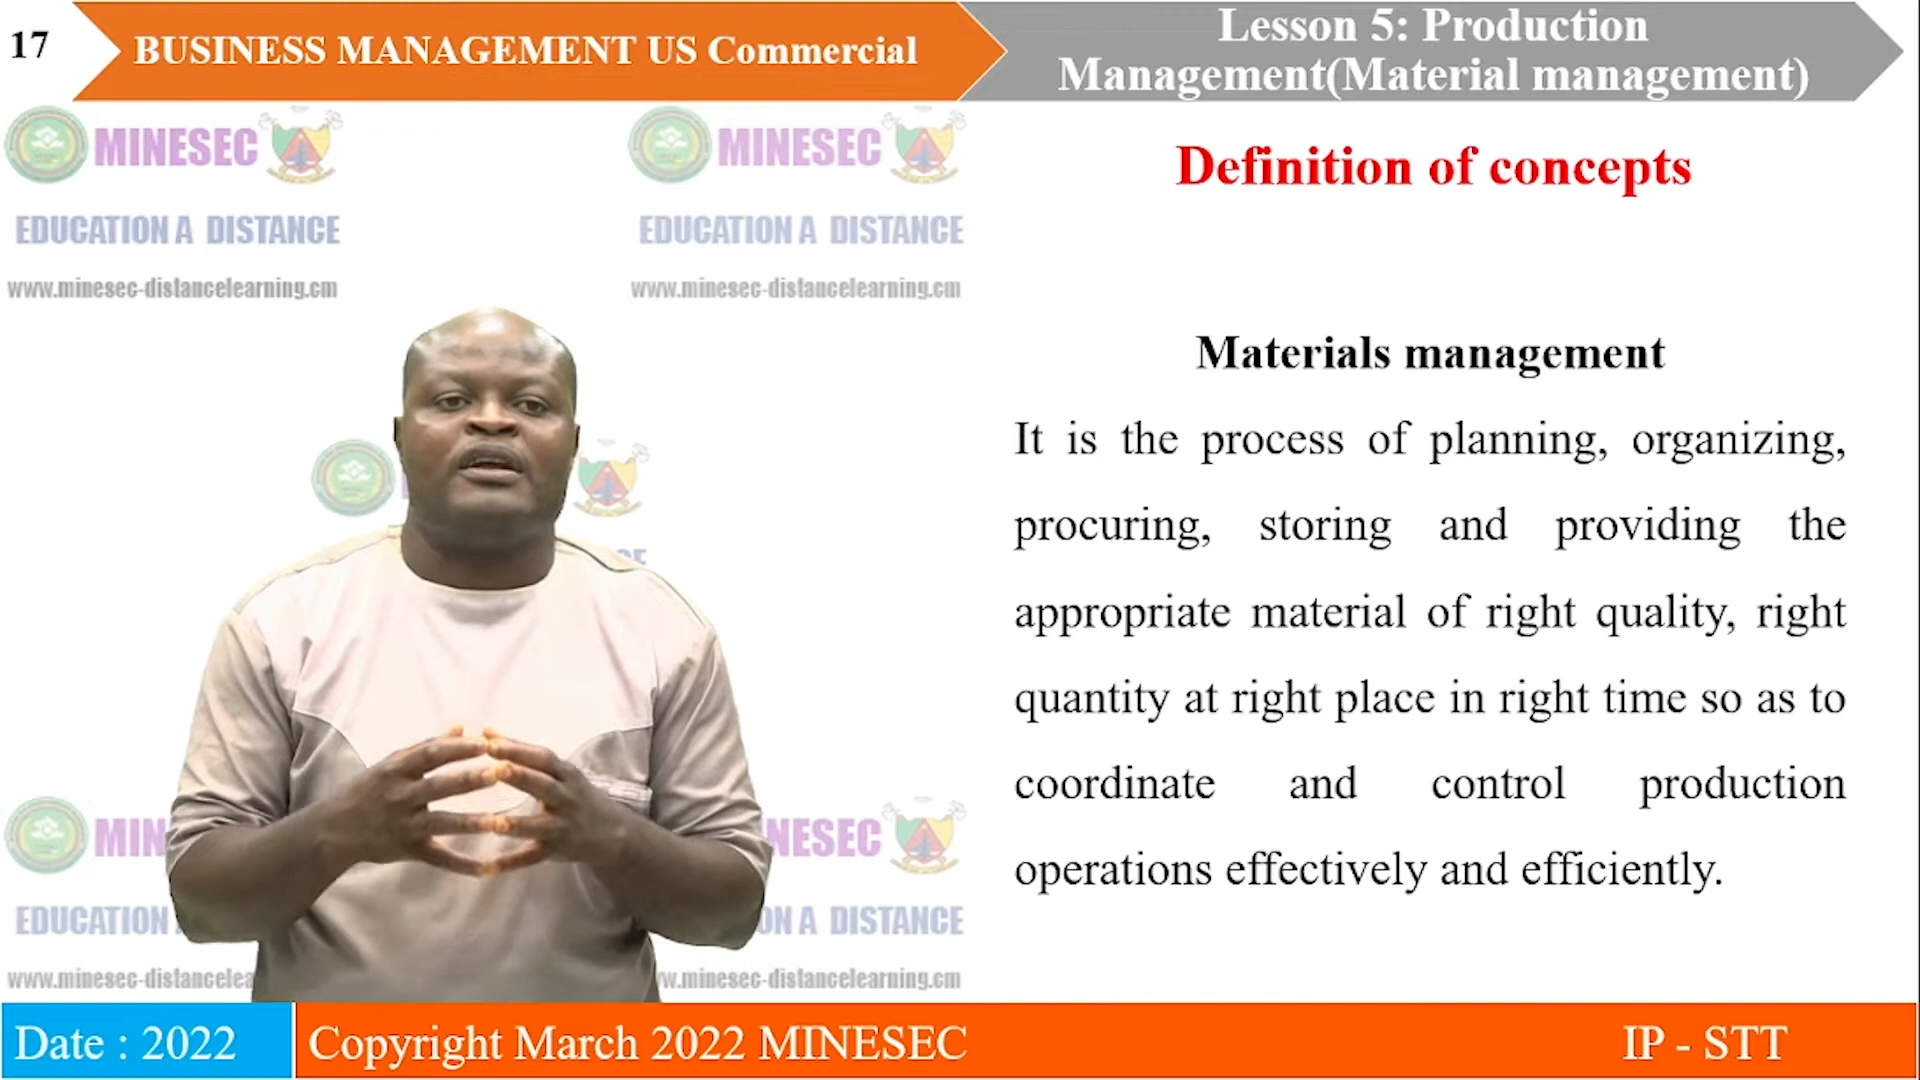 17
BUSINESS MANAGEMENT US Commercial
Lesson 5: Production
Management(Material management)
MINESEC
EDUCATION A DISTANCE
www.minesec-distancelearning.cm
MINESEC
EDUCATION A DISTANCE
www.minesec-distancelearning.cm
Definition of concepts
Materials management
It is the process of planning, organizing,
procuring, storing and providing the
appropriate material of right quality, right
quantity at right place in right time so as to
coordinate and control production
operations effectively and efficiently.
MIN
EDUCATION
www.minesec-distancelea
NESEC
ON A DISTANCE
w.minesec-distancelearning.cm
Date : 2022
Copyright March 2022 MINESEC
IP - STT